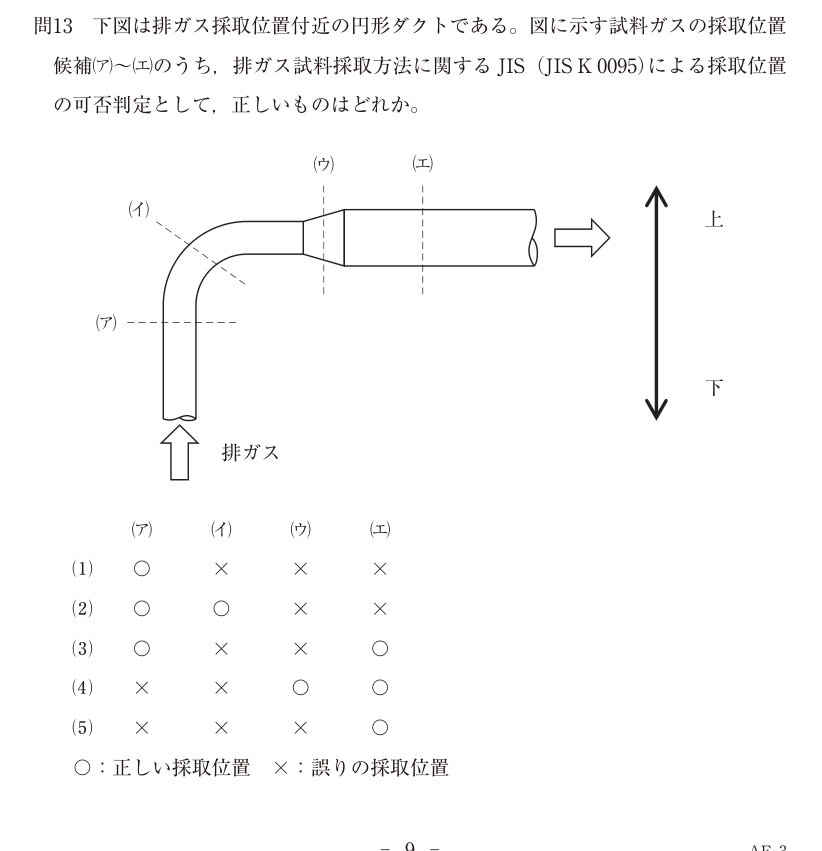 問13 下図は排ガス採取位置付近の円形ダクトである。図に示す試料ガスの採取位置
候補㋐～㋓のうち，排ガス試料採取方法に関する JIS（JIS K 0095）による採取位置
の可否判定として，正しいものはどれか。
(ウ) (エ)
(イ)
上
(ア)
下
排ガス
(ア) (イ) (ウ) (エ)
(1) ○ × × ×
(2) ○ ○ × ×
(3) ○ × × ○
(4) × × ○ ○
(5) × × × ○
○：正しい採取位置 ×：誤りの採取位置
－ 9 －